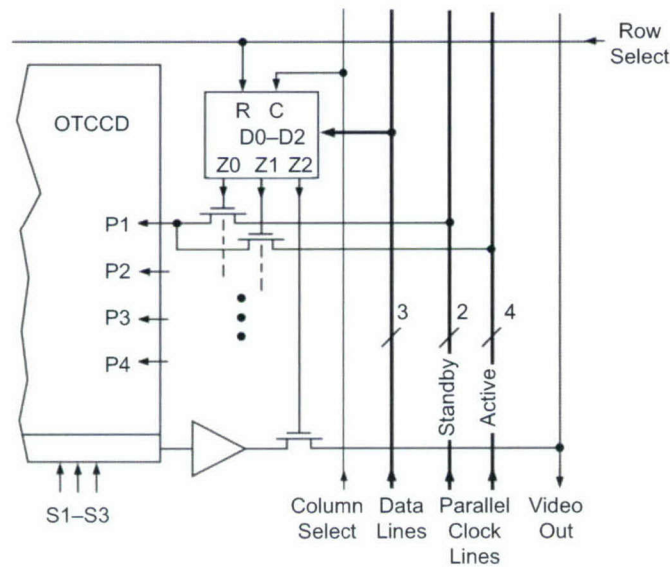 Row
Select
OTCCD
R C
D0–D2
Z0 Z1 Z2
P1
P2
P3
P4
3 2 4
Standby
Active
S1–S3
Column
Select
Data
Lines
Parallel
Clock
Lines
Video
Out